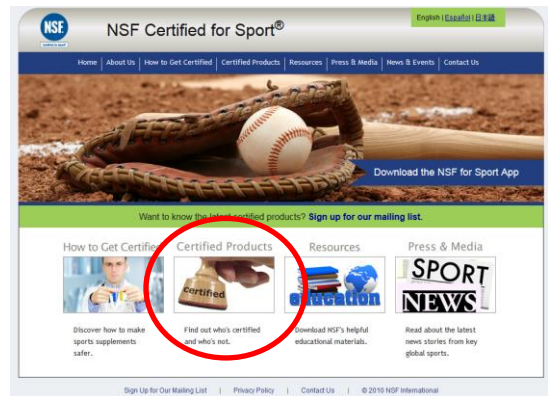 NSF
NSF Certified for Sport®
English | Español | 日本語
Home | About Us | How to Get Certified | Certified Products | Resources | Press & Media | News & Events | Contact Us
Download the NSF for Sport App
Want to know the latest certified products? Sign up for our mailing list.
How to Get Certified
Certified Products
Resources
Press & Media
certified
education
SPORT
NEWS
Discover how to make
sports supplements
safer.
Find out who's certified
and who's not.
Download NSF's helpful
educational materials.
Read about the latest
news stories from key
global sports.
Sign Up for Our Mailing List | Privacy Policy | Contact Us | © 2010 NSF International